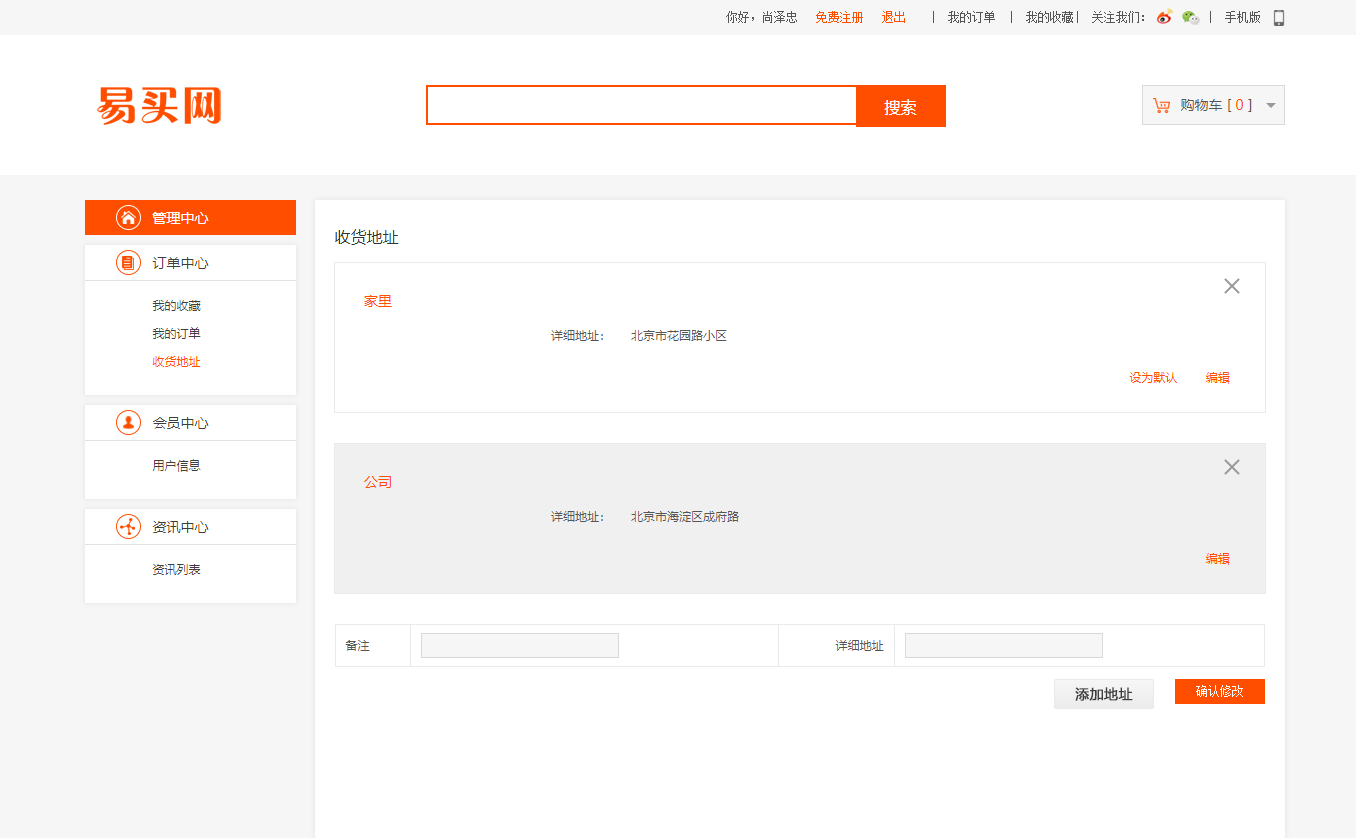 你好，尚泽忠 免费注册 退出 | 我的订单 | 我的收藏| 关注我们： | 手机版
易买网
搜索
购物车 [ 0 ]
管理中心
订单中心
我的收藏
我的订单
收货地址
会员中心
用户信息
资讯中心
资讯列表
收货地址
家里
详细地址: 北京市花园路小区
设为默认 编辑
公司
详细地址: 北京市海淀区成府路
编辑
备注 详细地址
添加地址 确认修改